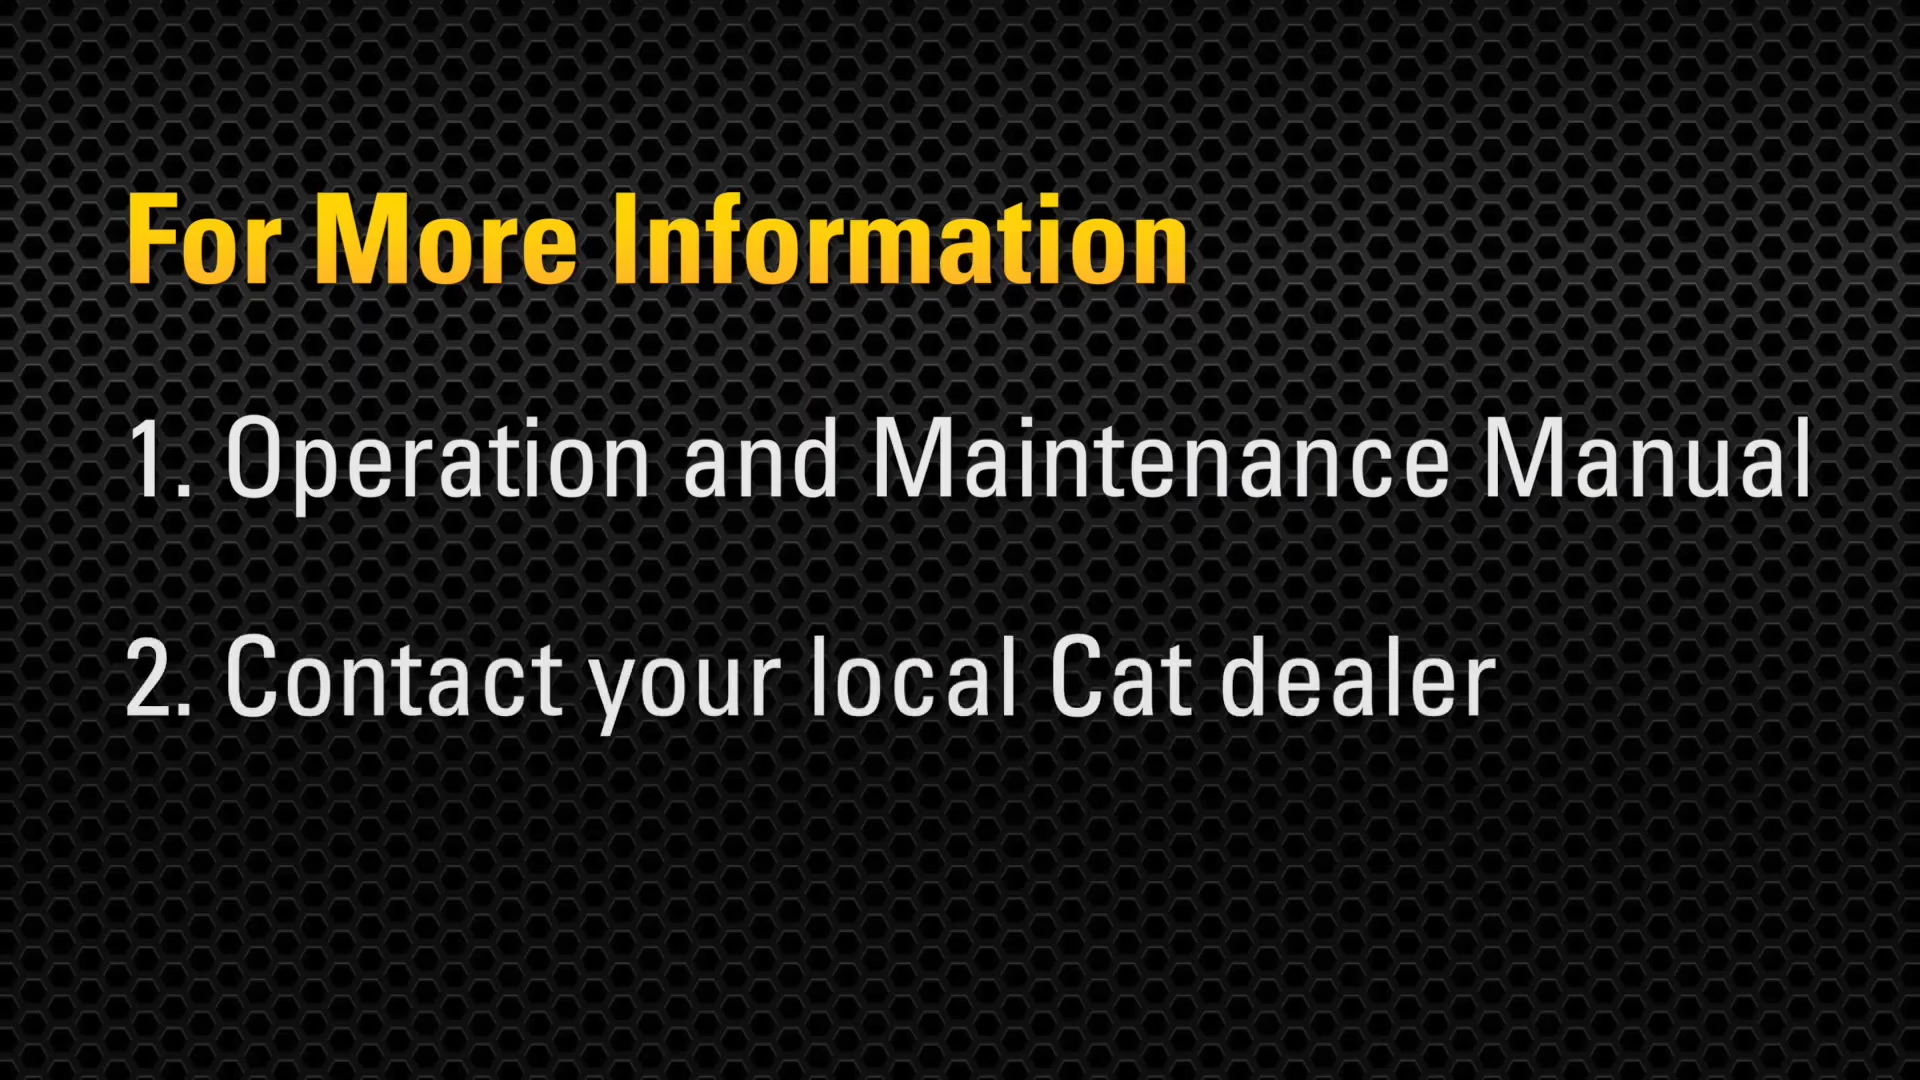 For More Information
1. Operation and Maintenance Manual
2. Contact your local Cat dealer